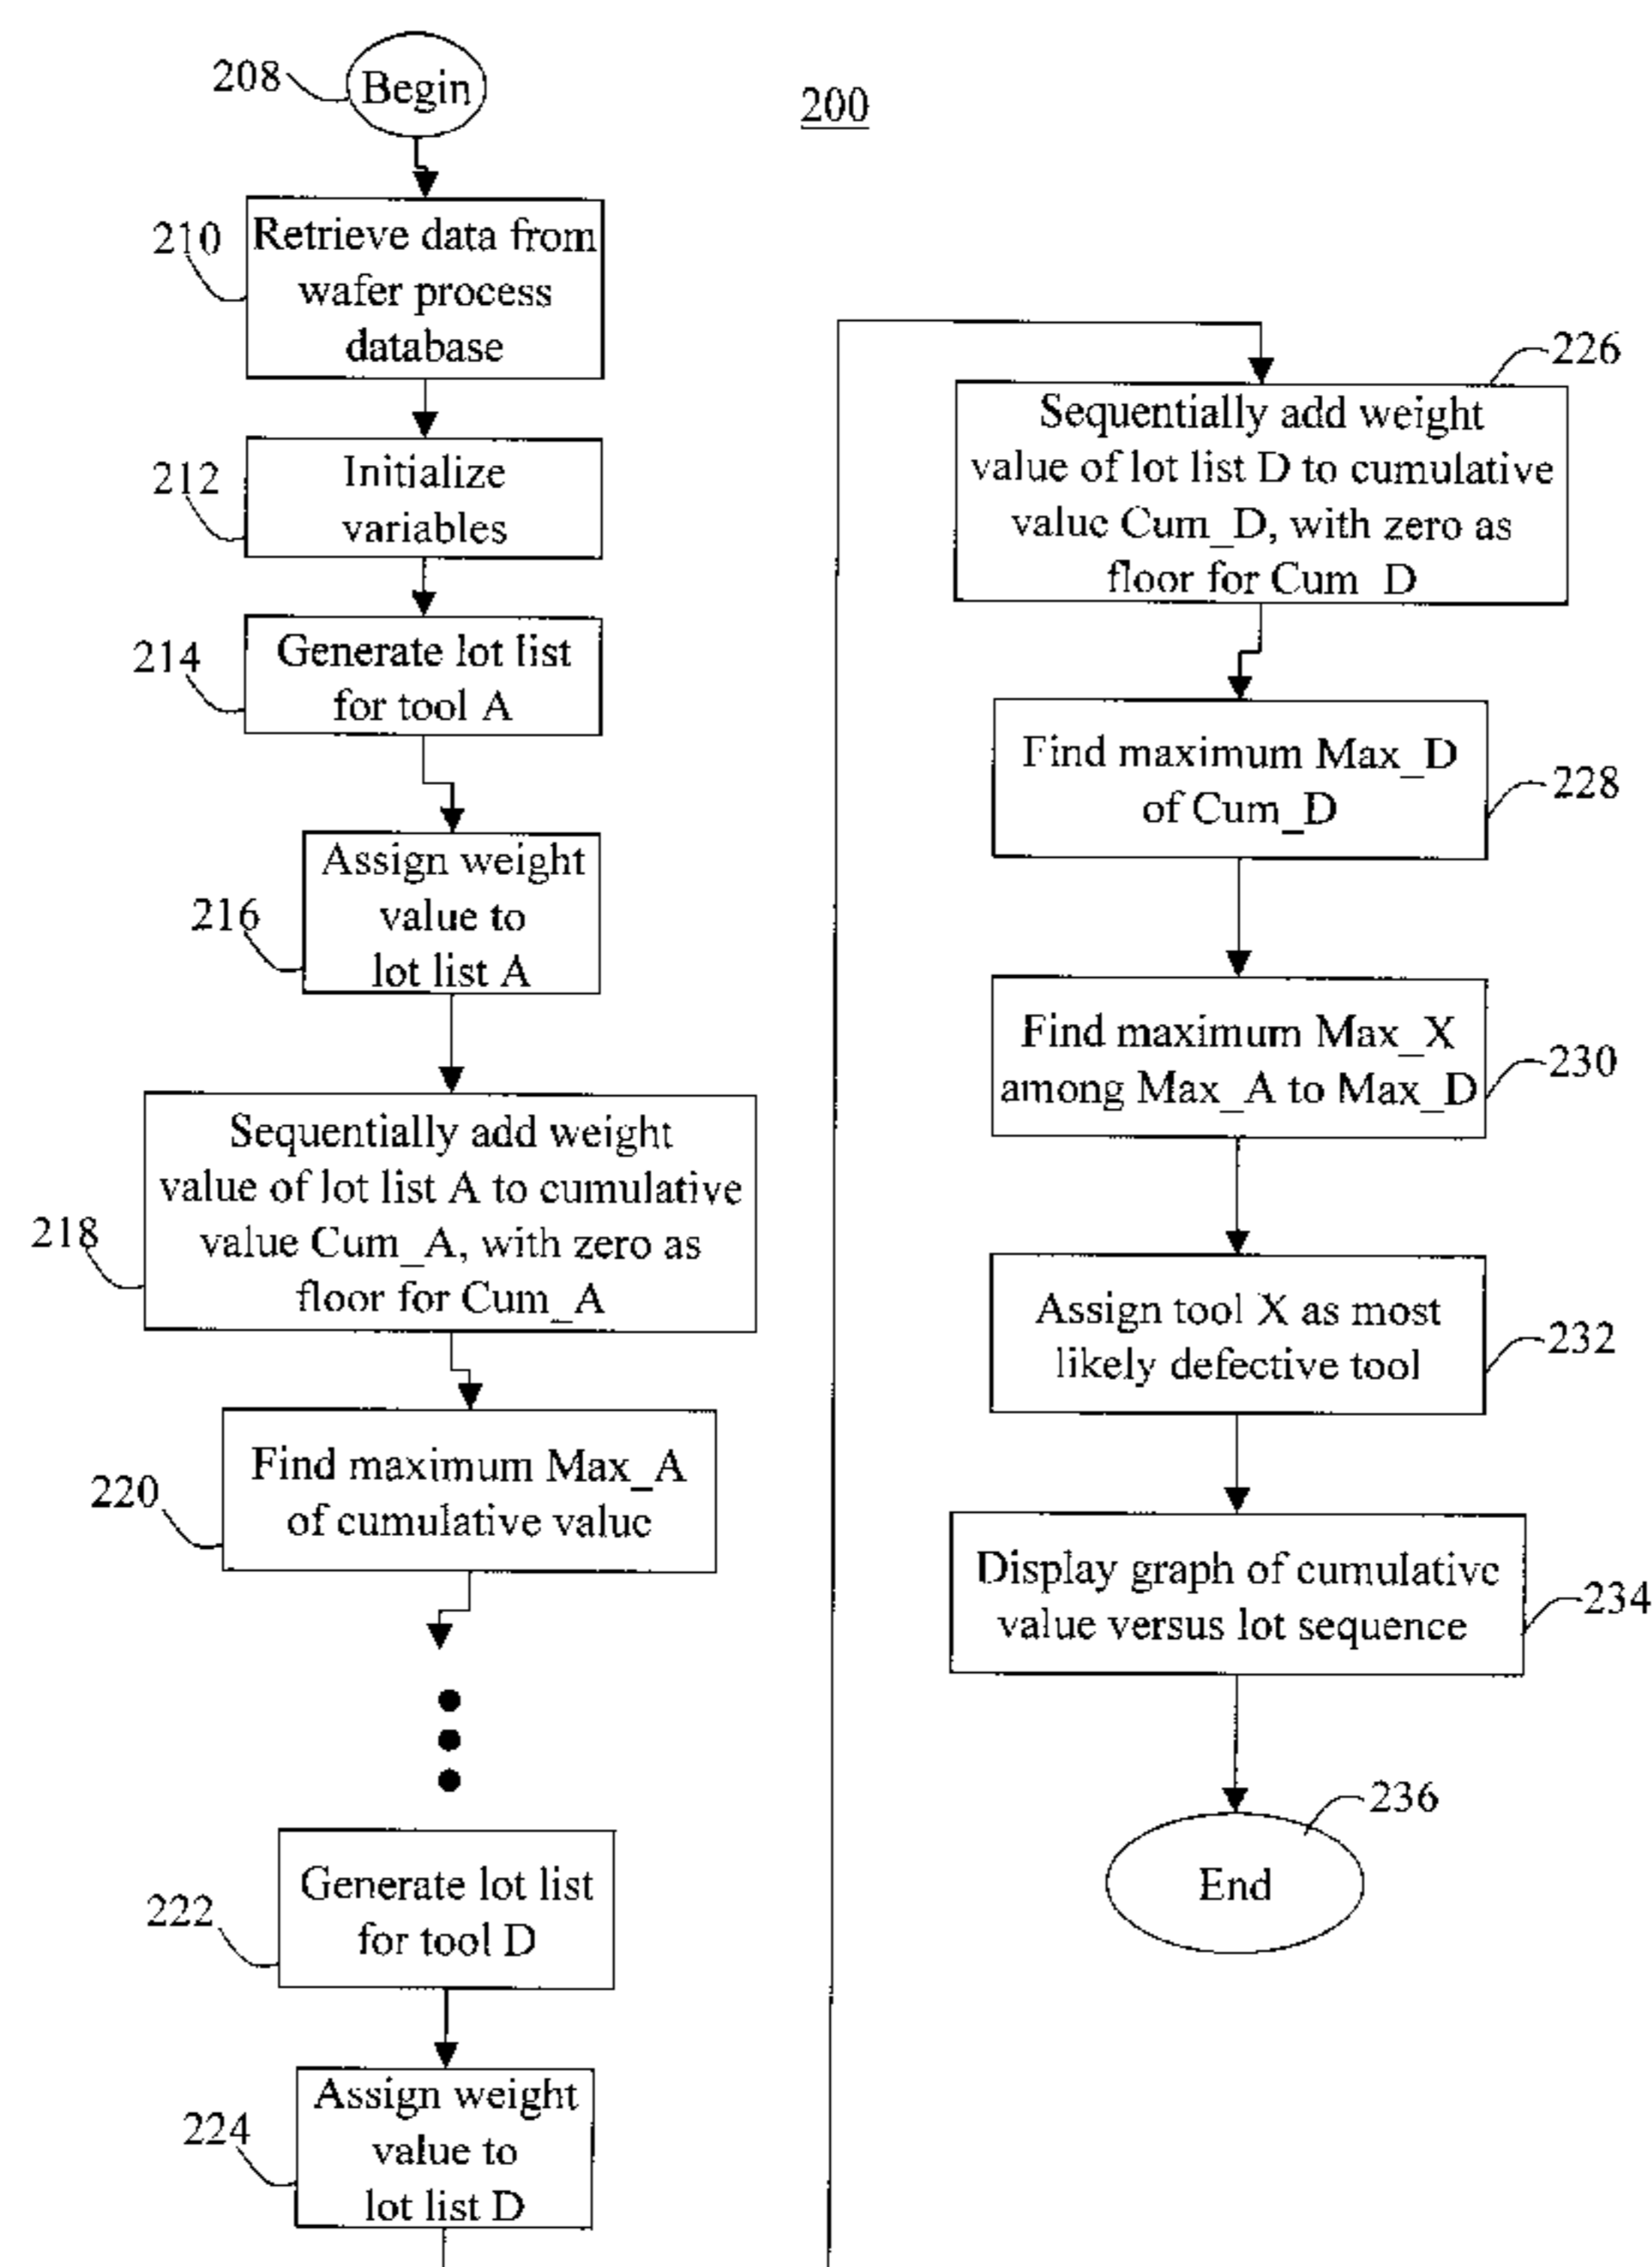 200
208
Begin
210
Retrieve data from
wafer process
database
212
Initialize
variables
214
Generate lot list
for tool A
216
Assign weight
value to
lot list A
218
Sequentially add weight
value of lot list A to cumulative
value Cum_A, with zero as
floor for Cum_A
220
Find maximum Max_A
of cumulative value
222
Generate lot list
for tool D
224
Assign weight
value to
lot list D
226
Sequentially add weight
value of lot list D to cumulative
value Cum_D, with zero as
floor for Cum_D
228
Find maximum Max_D
of Cum_D
230
Find maximum Max_X
among Max_A to Max_D
232
Assign tool X as most
likely defective tool
234
Display graph of cumulative
value versus lot sequence
236
End